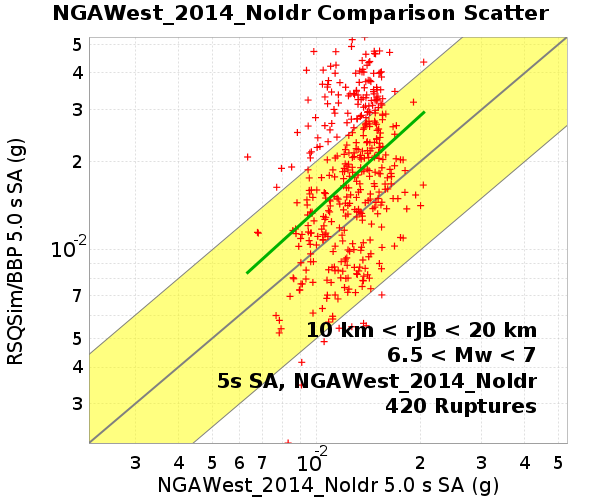 NGAWest_2014_NoIdr Comparison Scatter
5
4
3
2
10-2
7
5
4
3
RSQSim/BBP 5.0 s SA (g)
10 km < rJB < 20 km
6.5 < Mw < 7
5s SA, NGAWest_2014_NoIdr
420 Ruptures
3 4 5 6 7 10-2 2 3 4 5
NGAWest_2014_NoIdr 5.0 s SA (g)